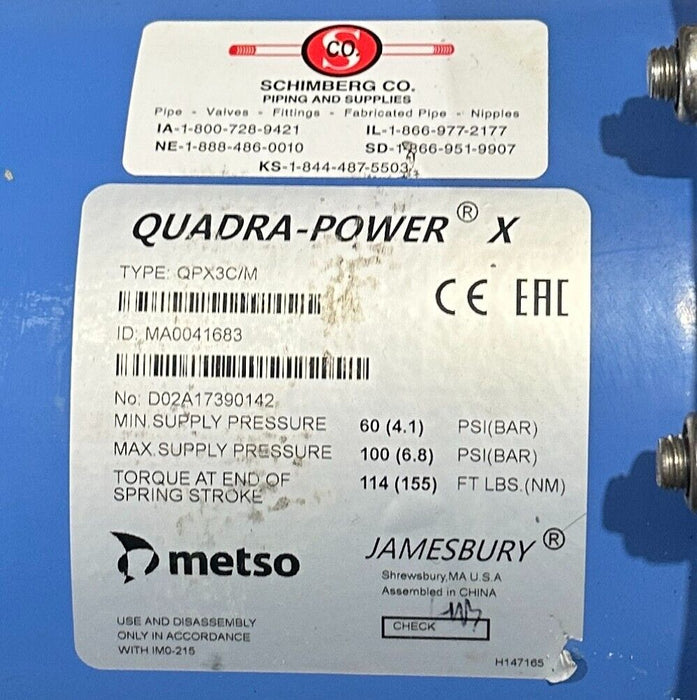 S
CO.
SCHIMBERG CO.
PIPING AND SUPPLIES
Pipe - Valves - Fittings - Fabricated Pipe - Nipples
IA-1-800-728-9421 IL-1-866-977-2177
NE-1-888-486-0010 SD-1-866-951-9907
KS-1-844-487-5503
QUADRA-POWER® X
TYPE: QPX3C/M
CE EAC
ID: MA0041683
No: D02A17390142
MIN.SUPPLY PRESSURE 60 (4.1) PSI(BAR)
MAX.SUPPLY PRESSURE 100 (6.8) PSI(BAR)
TORQUE AT END OF
SPRING STROKE 114 (155) FT LBS.(NM)
metso
JAMESBURY®
Shrewsbury,MA U.S.A
Assembled in CHINA
CHECK
USE AND DISASSEMBLY
ONLY IN ACCORDANCE
WITH IMO-215
H147165